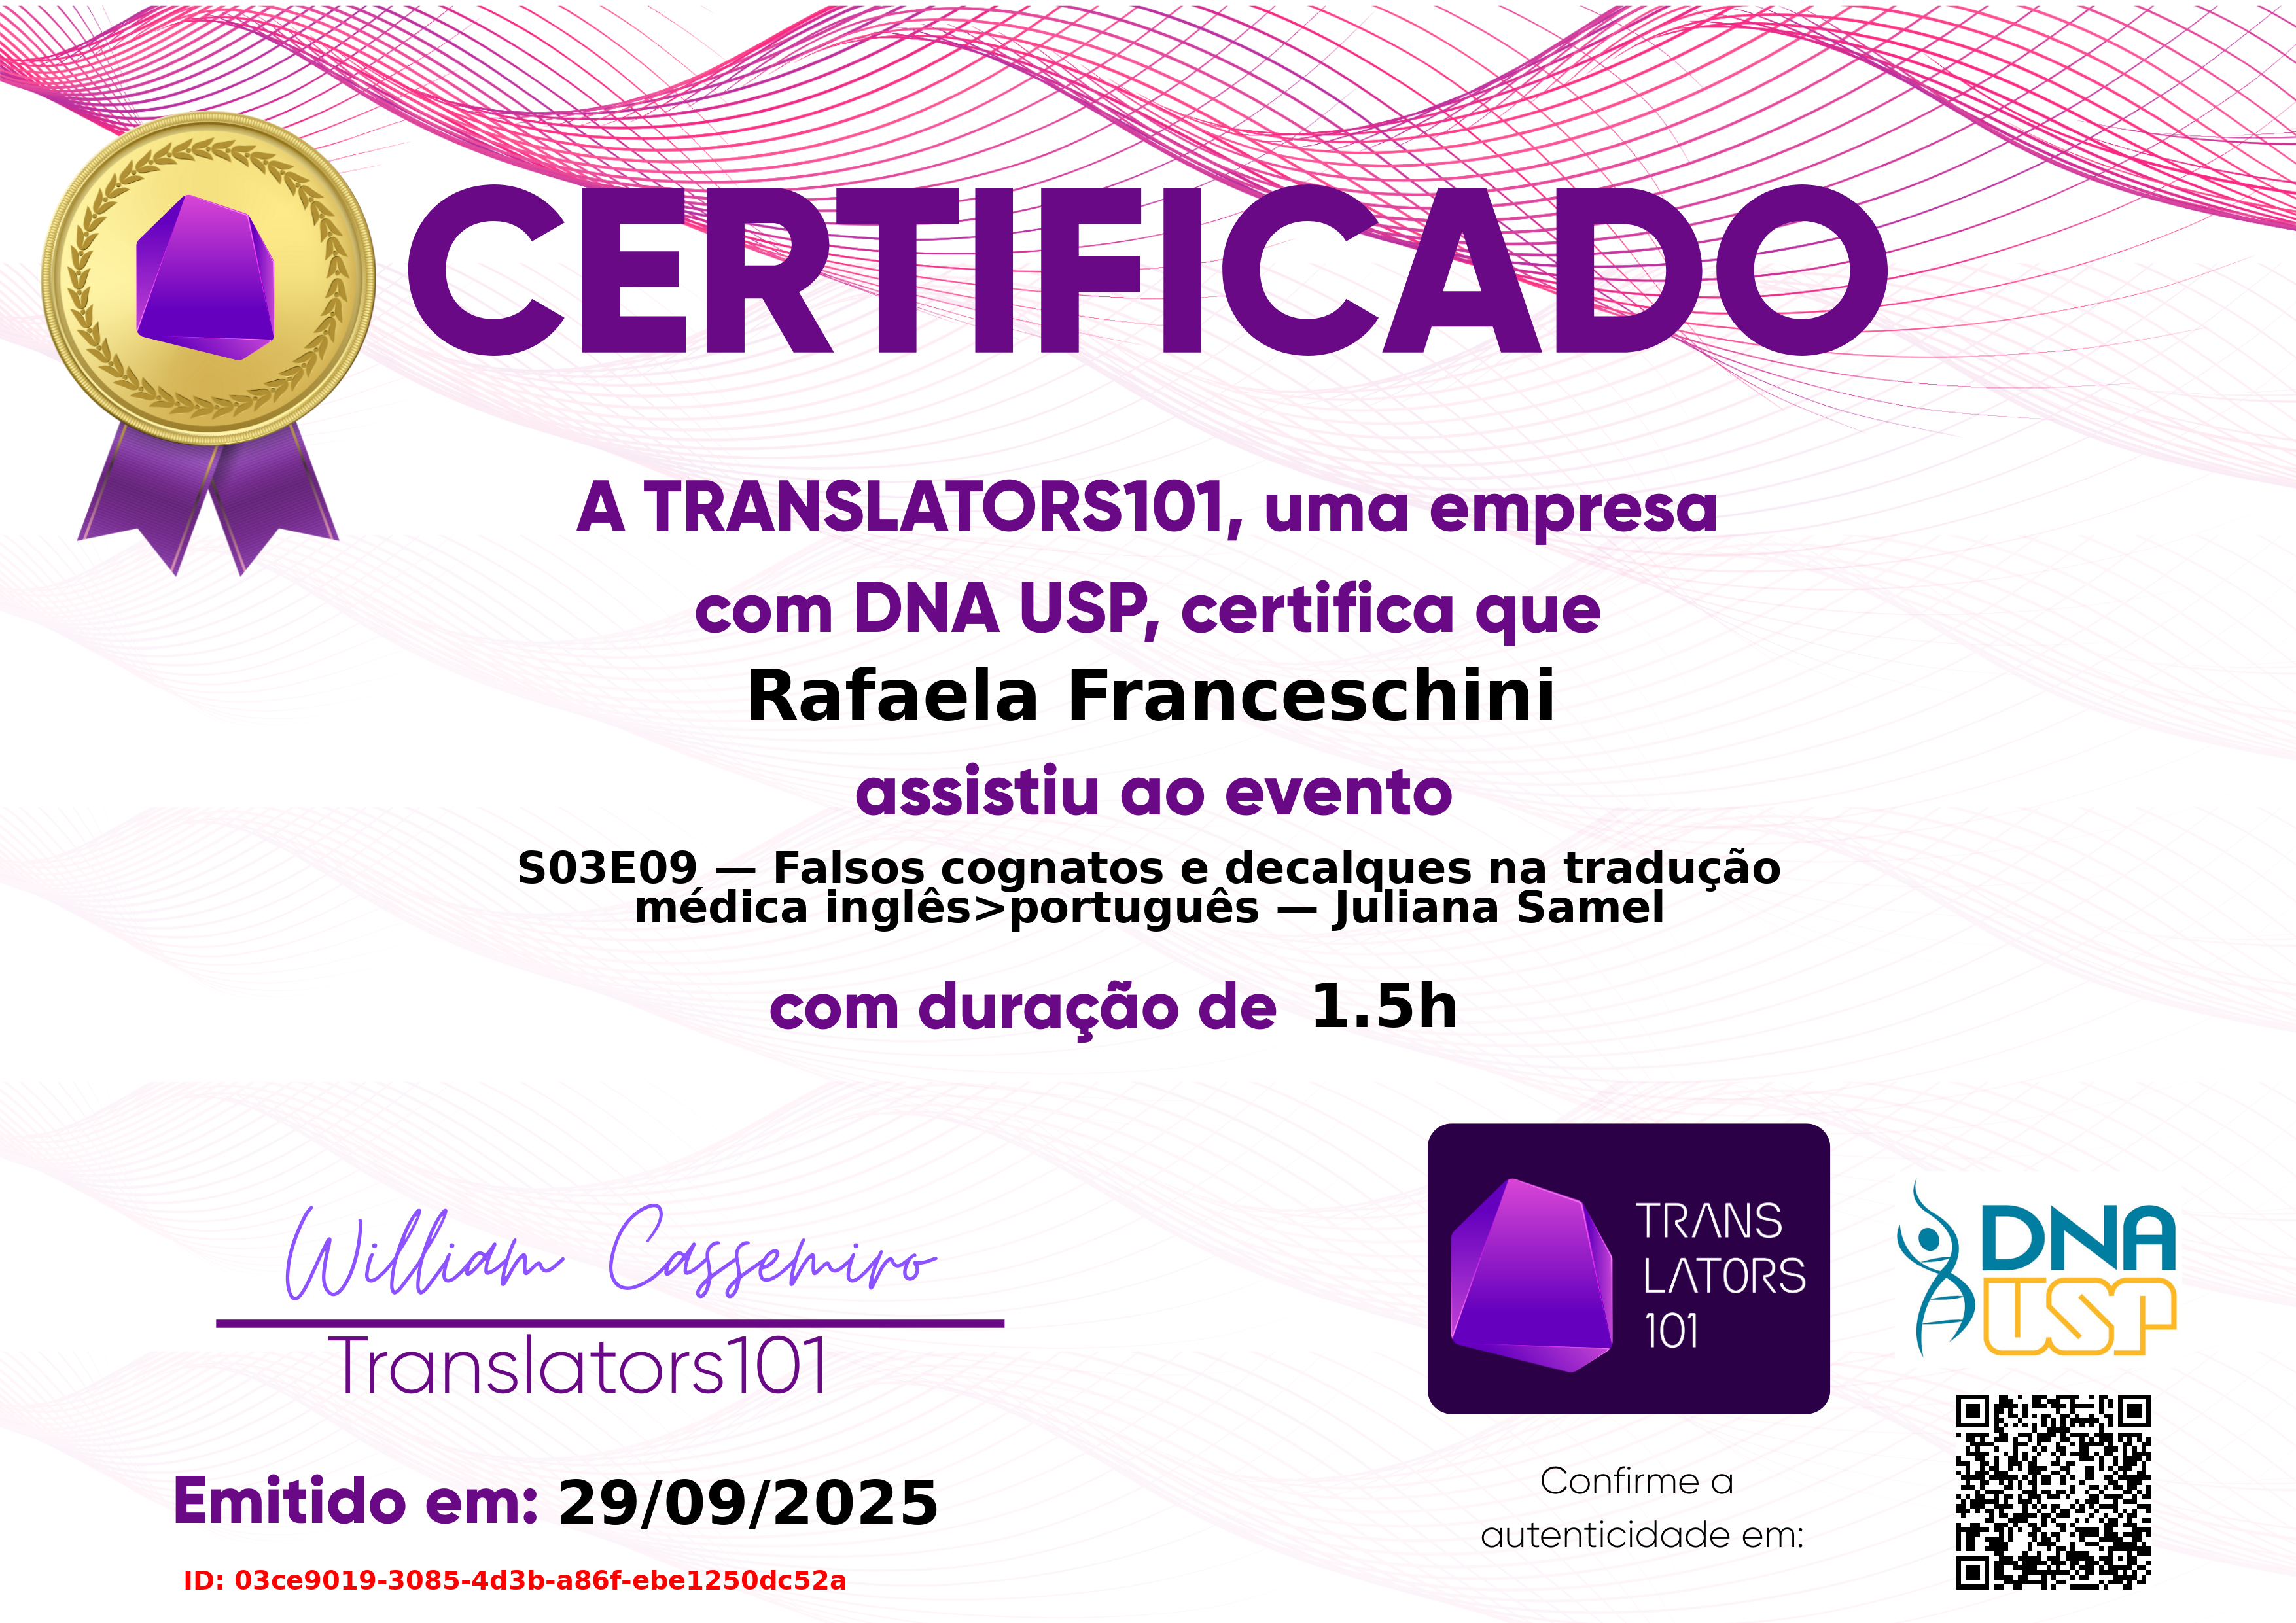 CERTIFICADO
A TRANSLATORS101, uma empresa
com DNA USP, certifica que
Rafaela Franceschini
assistiu ao evento
S03E09 — Falsos cognatos e decalques na tradução
médica inglês>português — Juliana Samel
com duração de 1.5h
William Cassemiro
Translators101
Emitido em: 29/09/2025
ID: 03ce9019-3085-4d3b-a86f-ebe1250dc52a
TRANS
LATORS
101
DNA
USP
Confirme a
autenticidade em: